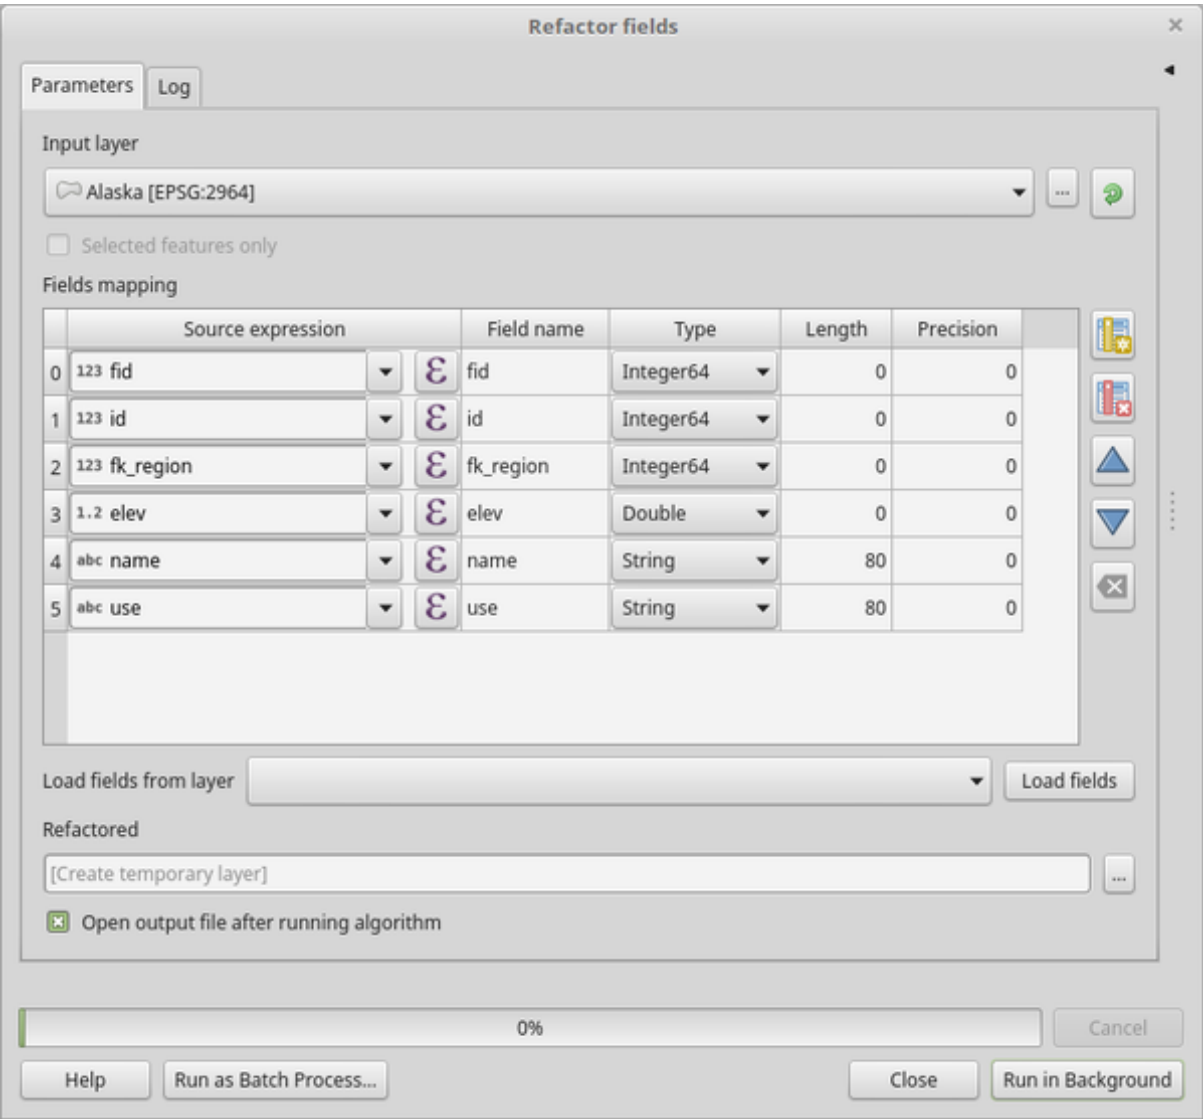 Refactor fields
Parameters Log
Input layer
Alaska [EPSG:2964] ...
Selected features only
Fields mapping
Source expression Field name Type Length Precision
0 123 fid ε fid Integer64 0 0
1 123 id ε id Integer64 0 0
2 123 fk_region ε fk_region Integer64 0 0
3 1.2 elev ε elev Double 0 0
4 abc name ε name String 80 0
5 abc use ε use String 80 0
Load fields from layer Load fields
Refactored
[Create temporary layer] ...
Open output file after running algorithm
0% Cancel
Help Run as Batch Process... Close Run in Background